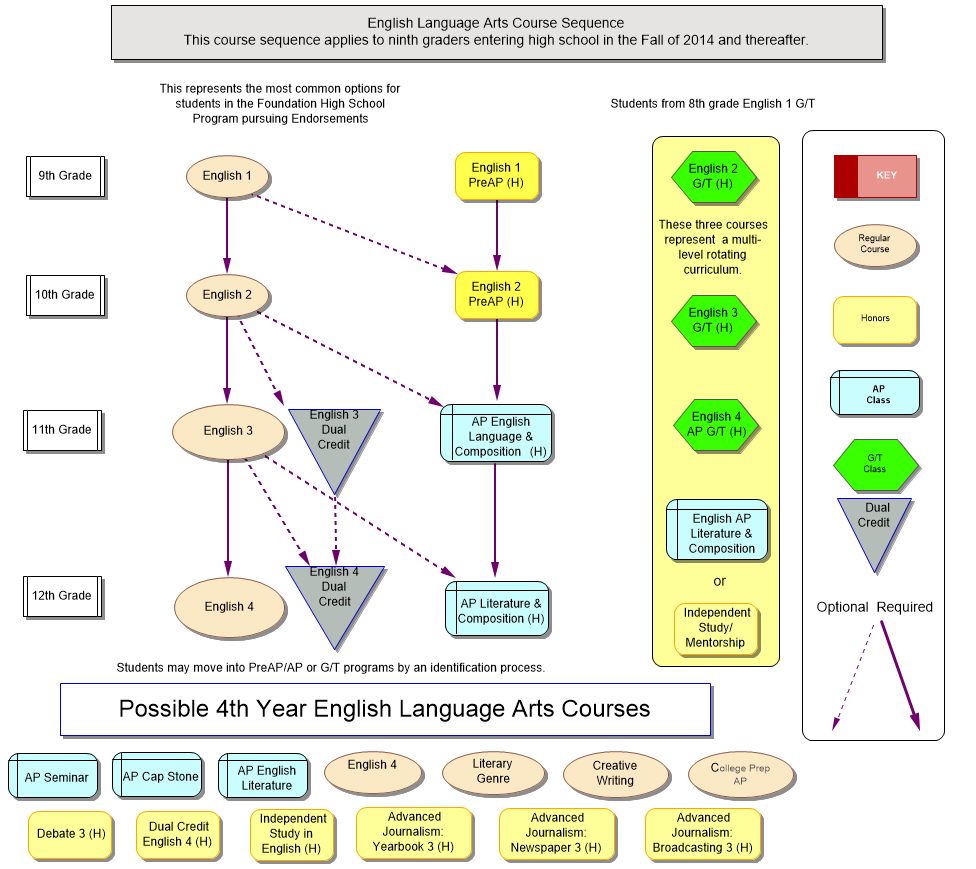 English Language Arts Course Sequence
This course sequence applies to ninth graders entering high school in the Fall of 2014 and thereafter.
This represents the most common options for
students in the Foundation High School
Program pursuing Endorsements
Students from 8th grade English 1 G/T
9th Grade
English 1
English 1
PreAP (H)
English 2
G/T (H)
KEY
These three courses
represent a multi-
level rotating
curriculum.
Regular
Course
10th Grade
English 2
English 2
PreAP (H)
English 3
G/T (H)
Honors
AP
Class
11th Grade
English 3
English 3
Dual
Credit
AP English
Language &
Composition (H)
English 4
AP G/T (H)
G/T
Class
Dual
Credit
English AP
Literature &
Composition
or
12th Grade
English 4
English 4
Dual
Credit
AP Literature &
Composition (H)
Independent
Study/
Mentorship
Optional Required
Students may move into PreAP/AP or G/T programs by an identification process.
Possible 4th Year English Language Arts Courses
AP Seminar
AP Cap Stone
AP English
Literature
English 4
Literary
Genre
Creative
Writing
College Prep
AP
Debate 3 (H)
Dual Credit
English 4 (H)
Independent
Study in
English (H)
Advanced
Journalism:
Yearbook 3 (H)
Advanced
Journalism:
Newspaper 3 (H)
Advanced
Journalism:
Broadcasting 3 (H)